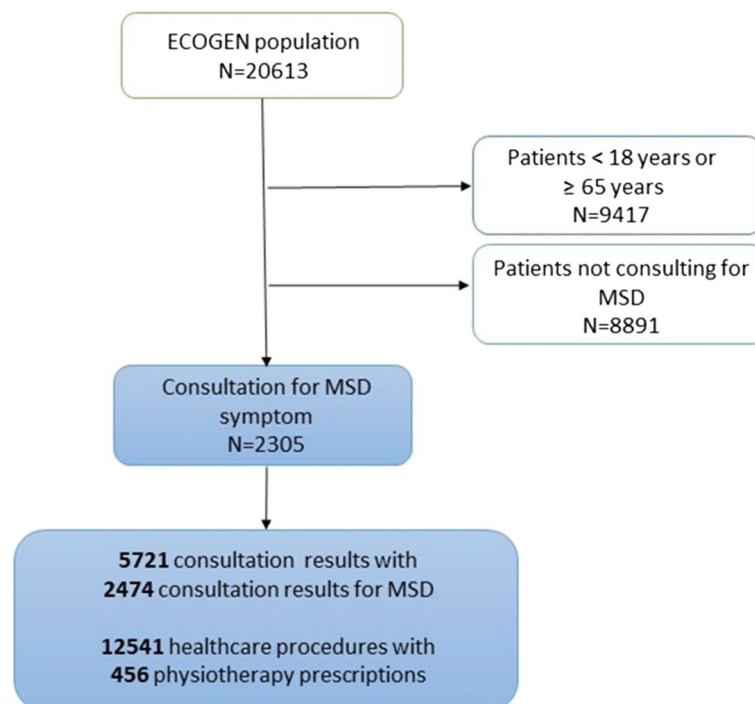 ECOGEN population
N=20613
Patients < 18 years or
≥ 65 years
N=9417
Patients not consulting for
MSD
N=8891
Consultation for MSD
symptom
N=2305
5721 consultation results with
2474 consultation results for MSD
12541 healthcare procedures with
456 physiotherapy prescriptions